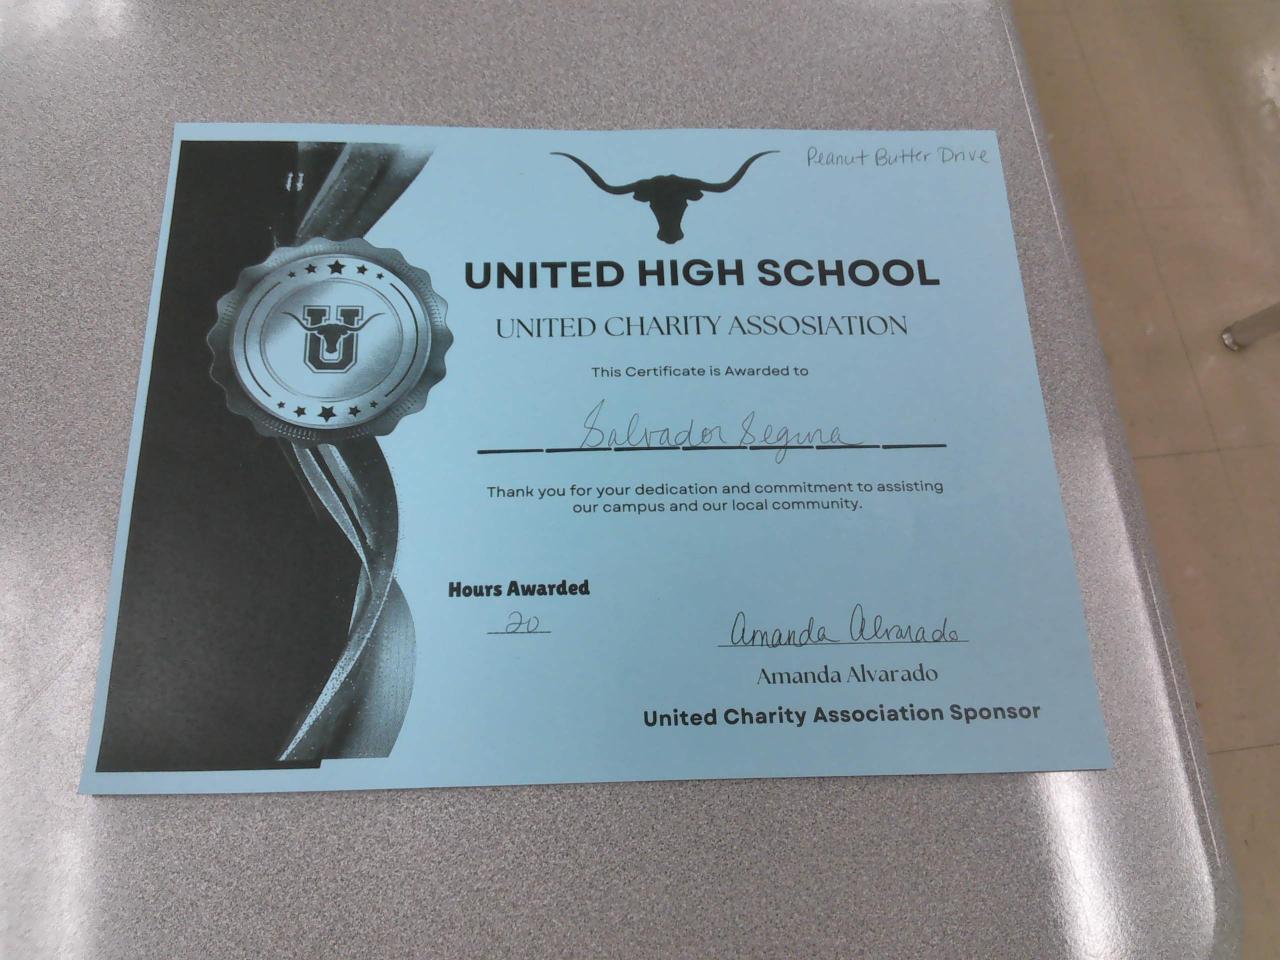 Peanut Butter Drive
UNITED HIGH SCHOOL
UNITED CHARITY ASSOSIATION
This Certificate is Awarded to
Salvador Segura
Thank you for your dedication and commitment to assisting
our campus and our local community.
Hours Awarded
20
Amanda Alvarado
Amanda Alvarado
United Charity Association Sponsor
U